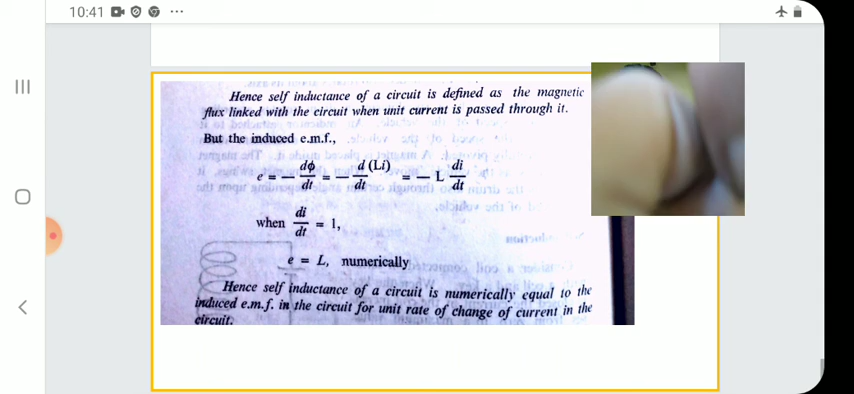 10:41
Hence self inductance of a circuit is defined as the magnetic
flux linked with the circuit when unit current is passed through it.
But the induced e.m.f.,
e = − dϕ/dt = − d (Li)/dt = − L di/dt
when di/dt = 1,
e = L, numerically
Hence self inductance of a circuit is numerically equal to the
induced e.m.f. in the circuit for unit rate of change of current in the
circuit.